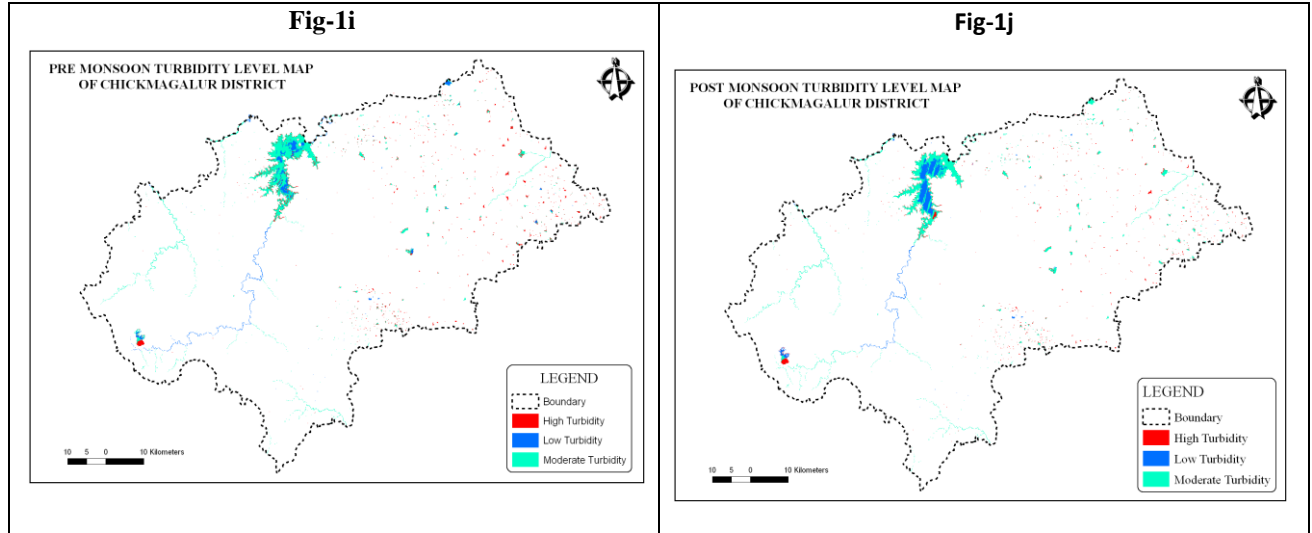 Fig-1i
PRE MONSOON TURBIDITY LEVEL MAP
OF CHICKMAGALUR DISTRICT
LEGEND
Boundary
High Turbidity
Low Turbidity
Moderate Turbidity
10 5 0 10 Kilometers
Fig-1j
POST MONSOON TURBIDITY LEVEL MAP
OF CHICKMAGALUR DISTRICT
LEGEND
Boundary
High Turbidity
Low Turbidity
Moderate Turbidity
10 5 0 10 Kilometers